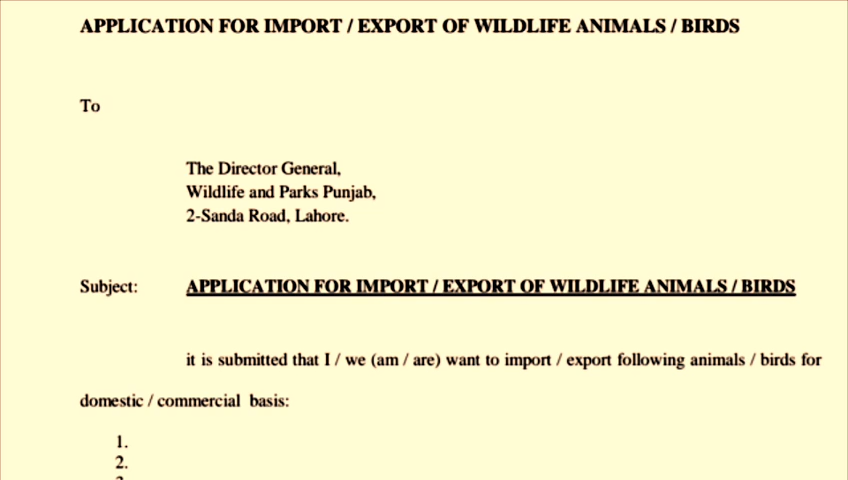 APPLICATION FOR IMPORT / EXPORT OF WILDLIFE ANIMALS / BIRDS
To
The Director General,
Wildlife and Parks Punjab,
2-Sanda Road, Lahore.
Subject: APPLICATION FOR IMPORT / EXPORT OF WILDLIFE ANIMALS / BIRDS
it is submitted that I / we (am / are) want to import / export following animals / birds for
domestic / commercial basis:
1.
2.